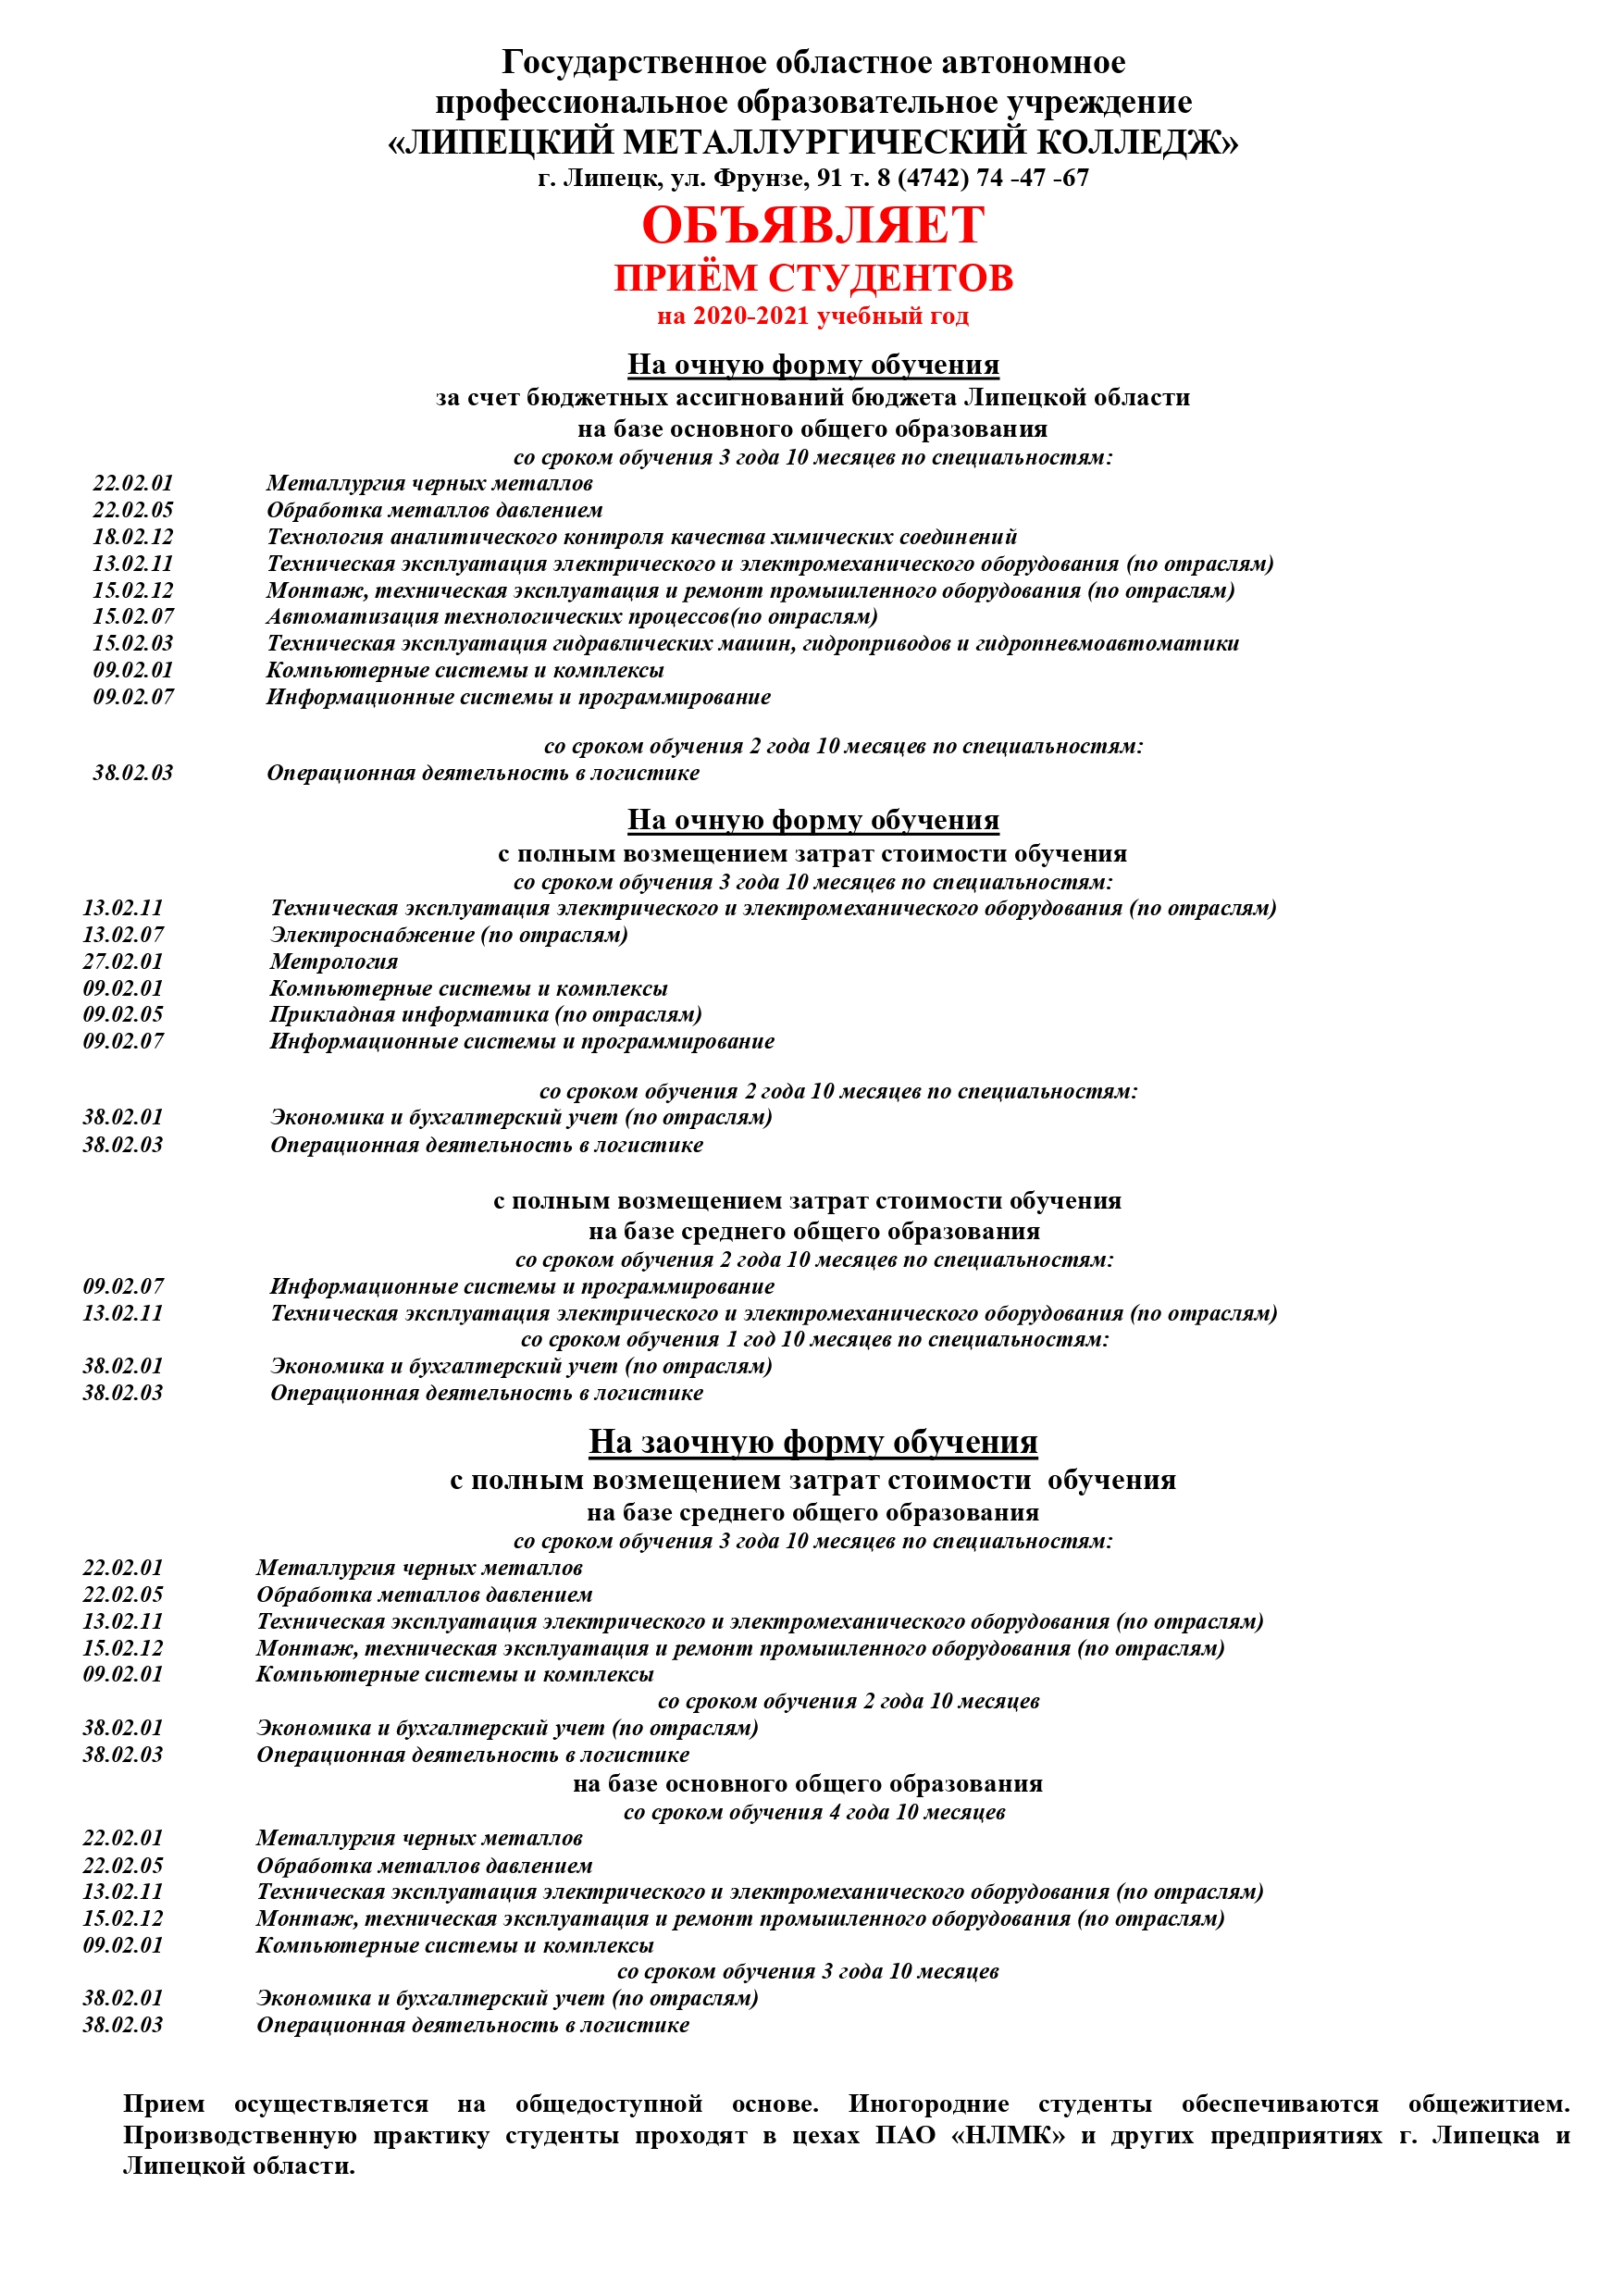 Государственное областное автономное
профессиональное образовательное учреждение
«ЛИПЕЦКИЙ МЕТАЛЛУРГИЧЕСКИЙ КОЛЛЕДЖ»
г. Липецк, ул. Фрунзе, 91 т. 8 (4742) 74 -47 -67
ОБЪЯВЛЯЕТ
ПРИЁМ СТУДЕНТОВ
на 2020-2021 учебный год
На очную форму обучения
за счет бюджетных ассигнований бюджета Липецкой области
на базе основного общего образования
со сроком обучения 3 года 10 месяцев по специальностям:
22.02.01 Металлургия черных металлов
22.02.05 Обработка металлов давлением
18.02.12 Технология аналитического контроля качества химических соединений
13.02.11 Техническая эксплуатация электрического и электромеханического оборудования (по отраслям)
15.02.12 Монтаж, техническая эксплуатация и ремонт промышленного оборудования (по отраслям)
15.02.07 Автоматизация технологических процессов(по отраслям)
15.02.03 Техническая эксплуатация гидравлических машин, гидроприводов и гидропневмоавтоматики
09.02.01 Компьютерные системы и комплексы
09.02.07 Информационные системы и программирование
со сроком обучения 2 года 10 месяцев по специальностям:
38.02.03 Операционная деятельность в логистике
На очную форму обучения
с полным возмещением затрат стоимости обучения
со сроком обучения 3 года 10 месяцев по специальностям:
13.02.11 Техническая эксплуатация электрического и электромеханического оборудования (по отраслям)
13.02.07 Электроснабжение (по отраслям)
27.02.01 Метрология
09.02.01 Компьютерные системы и комплексы
09.02.05 Прикладная информатика (по отраслям)
09.02.07 Информационные системы и программирование
со сроком обучения 2 года 10 месяцев по специальностям:
38.02.01 Экономика и бухгалтерский учет (по отраслям)
38.02.03 Операционная деятельность в логистике
с полным возмещением затрат стоимости обучения
на базе среднего общего образования
со сроком обучения 2 года 10 месяцев по специальностям:
09.02.07 Информационные системы и программирование
13.02.11 Техническая эксплуатация электрического и электромеханического оборудования (по отраслям)
со сроком обучения 1 год 10 месяцев по специальностям:
38.02.01 Экономика и бухгалтерский учет (по отраслям)
38.02.03 Операционная деятельность в логистике
На заочную форму обучения
с полным возмещением затрат стоимости  обучения
на базе среднего общего образования
со сроком обучения 3 года 10 месяцев по специальностям:
22.02.01 Металлургия черных металлов
22.02.05 Обработка металлов давлением
13.02.11 Техническая эксплуатация электрического и электромеханического оборудования (по отраслям)
15.02.12 Монтаж, техническая эксплуатация и ремонт промышленного оборудования (по отраслям)
09.02.01 Компьютерные системы и комплексы
со сроком обучения 2 года 10 месяцев
38.02.01 Экономика и бухгалтерский учет (по отраслям)
38.02.03 Операционная деятельность в логистике
на базе основного общего образования
со сроком обучения 4 года 10 месяцев
22.02.01 Металлургия черных металлов
22.02.05 Обработка металлов давлением
13.02.11 Техническая эксплуатация электрического и электромеханического оборудования (по отраслям)
15.02.12 Монтаж, техническая эксплуатация и ремонт промышленного оборудования (по отраслям)
09.02.01 Компьютерные системы и комплексы
со сроком обучения 3 года 10 месяцев
38.02.01 Экономика и бухгалтерский учет (по отраслям)
38.02.03 Операционная деятельность в логистике
Прием осуществляется на общедоступной основе. Иногородние студенты обеспечиваются общежитием.
Производственную практику студенты проходят в цехах ПАО «НЛМК» и других предприятиях г. Липецка и
Липецкой области.